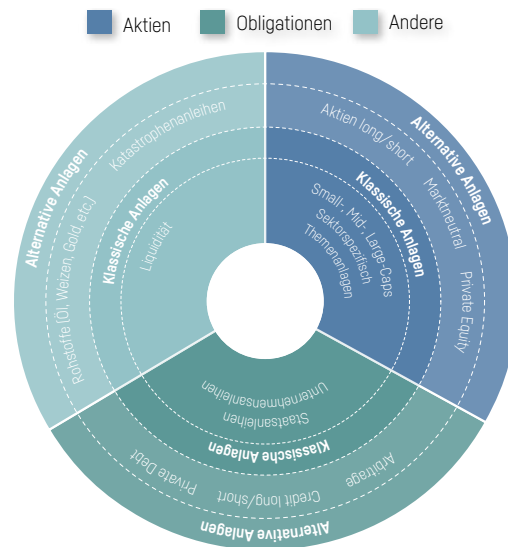 Aktien
Obligationen
Andere
Alternative Anlagen
Aktien long/short
Marktneutral
Private Equity
Klassische Anlagen
Small-, Mid-, Large-Caps
Sektorspezifisch
Themenanlagen
Unternehmensanleihen
Staatsanleihen
Klassische Anlagen
Arbitrage
Credit long/short
Private Debt
Alternative Anlagen
Alternative Anlagen
Katastrophenanleihen
Rohstoffe (Öl, Weizen, Gold, etc.)
Klassische Anlagen
Liquidität